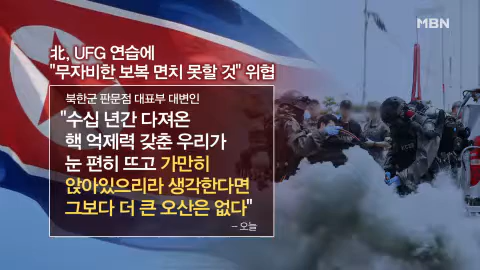 MBN
北, UFG 연습에
"무자비한 보복 면치 못할 것" 위협
북한군 판문점 대표부 대변인
"수십 년간 다져온
핵 억제력 갖춘 우리가
눈 편히 뜨고 가만히
앉아있으리라 생각한다면
그보다 더 큰 오산은 없다"
- 오늘